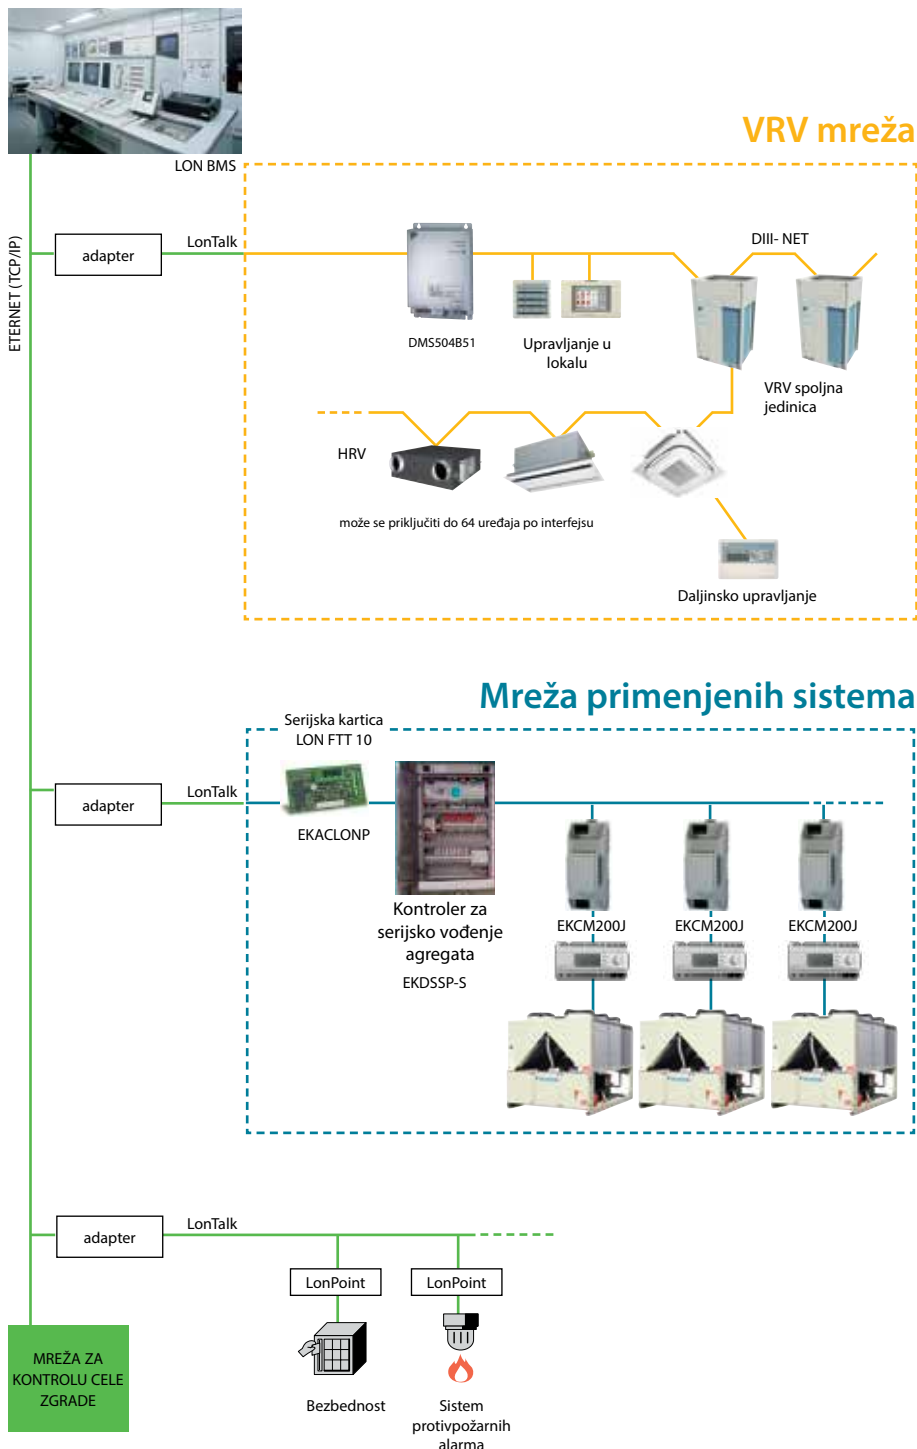 VRV mreža
LON BMS
ETERNET (TCP/IP)
adapter
LonTalk
DIII- NET
DMS504B51
Upravljanje u
lokalu
VRV spoljna
jedinica
HRV
može se priključiti do 64 uređaja po interfejsu
Daljinsko upravljanje
Mreža primenjenih sistema
Serijska kartica
LON FTT 10
adapter
LonTalk
EKACLONP
Kontroler za
serijsko vođenje
agregata
EKDSSP-S
EKCM200J
EKCM200J
EKCM200J
adapter
LonTalk
LonPoint
LonPoint
MREŽA ZA
KONTROLU CELE
ZGRADE
Bezbednost
Sistem
protivpožarnih
alarma